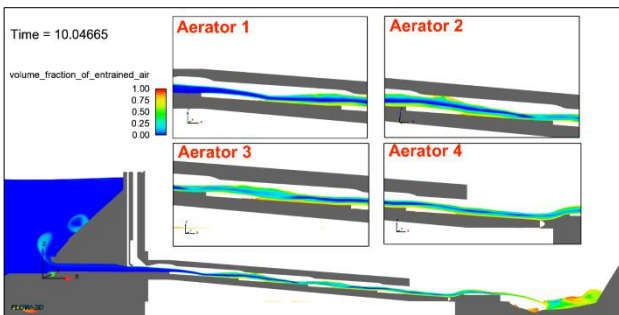 Time = 10.04665
volume_fraction_of_entrained_air
1.00
0.75
0.50
0.25
0.00
Aerator 1
Aerator 2
Aerator 3
Aerator 4
z
x
FLOW-3D